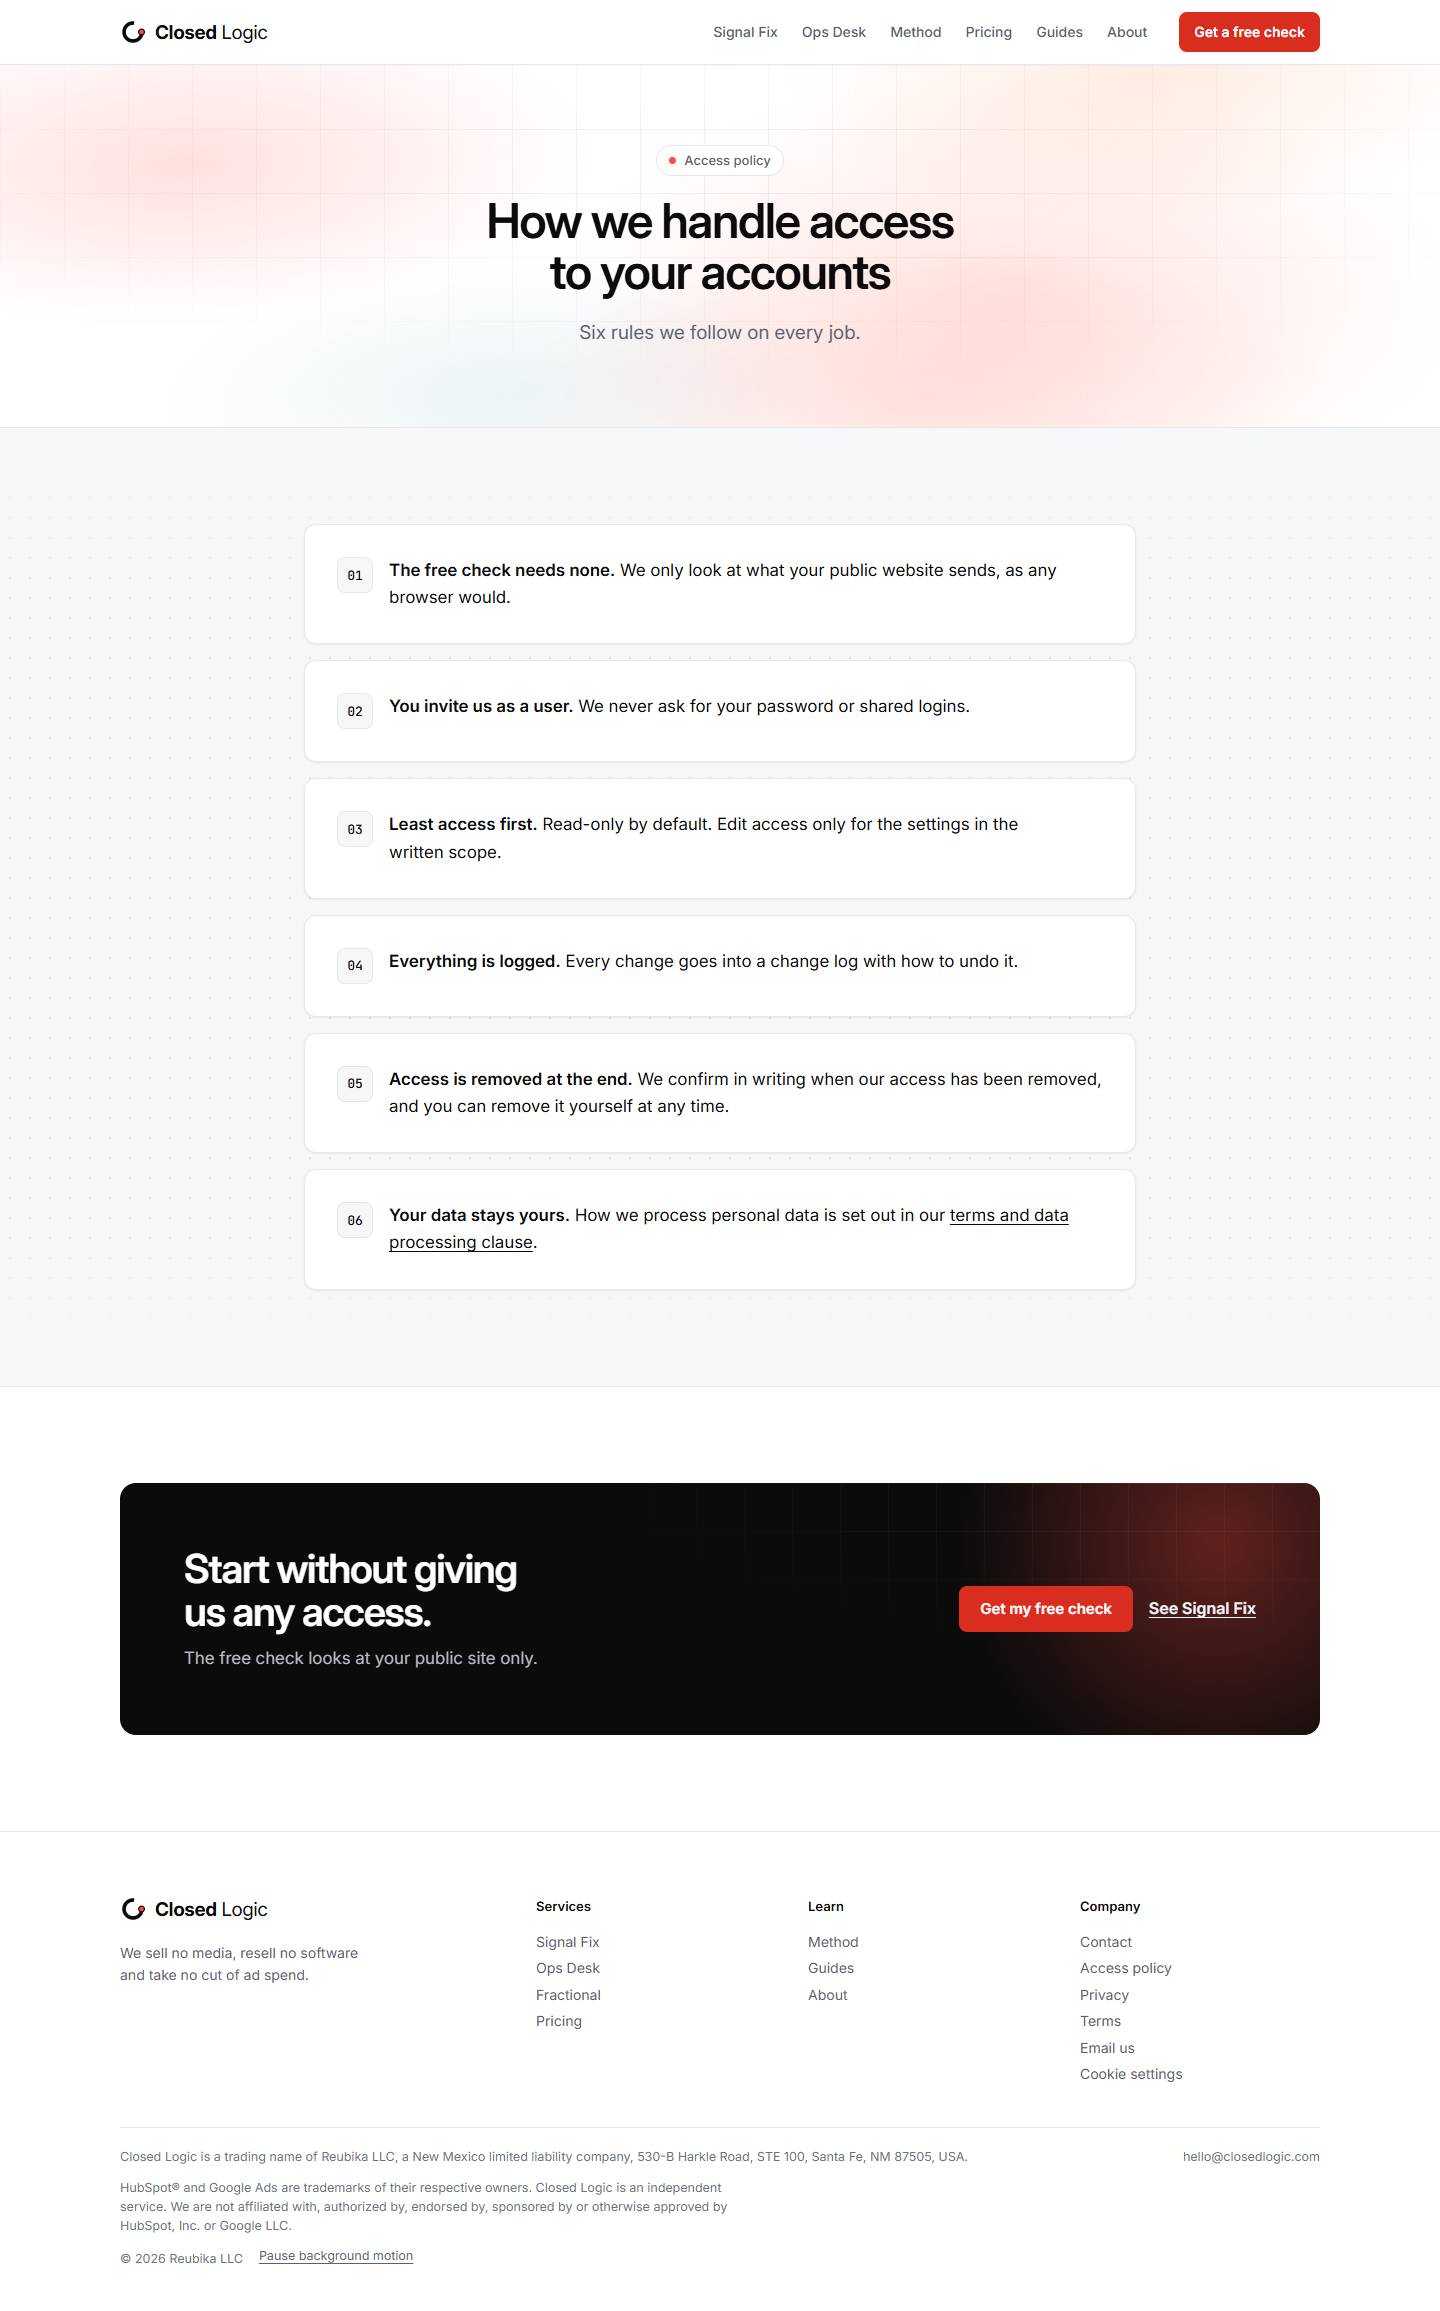 Closed Logic
Signal Fix
Ops Desk
Method
Pricing
Guides
About
Get a free check
Access policy
How we handle access
to your accounts
Six rules we follow on every job.
01
The free check needs none. We only look at what your public website sends, as any
browser would.
02
You invite us as a user. We never ask for your password or shared logins.
03
Least access first. Read-only by default. Edit access only for the settings in the
written scope.
04
Everything is logged. Every change goes into a change log with how to undo it.
05
Access is removed at the end. We confirm in writing when our access has been removed,
and you can remove it yourself at any time.
06
Your data stays yours. How we process personal data is set out in our terms and data
processing clause.
Start without giving
us any access.
The free check looks at your public site only.
Get my free check
See Signal Fix
Closed Logic
We sell no media, resell no software
and take no cut of ad spend.
Services
Signal Fix
Ops Desk
Fractional
Pricing
Learn
Method
Guides
About
Company
Contact
Access policy
Privacy
Terms
Email us
Cookie settings
Closed Logic is a trading name of Reubika LLC, a New Mexico limited liability company, 530-B Harkle Road, STE 100, Santa Fe, NM 87505, USA.
hello@closedlogic.com
HubSpot® and Google Ads are trademarks of their respective owners. Closed Logic is an independent
service. We are not affiliated with, authorized by, endorsed by, sponsored by or otherwise approved by
HubSpot, Inc. or Google LLC.
© 2026 Reubika LLC
Pause background motion